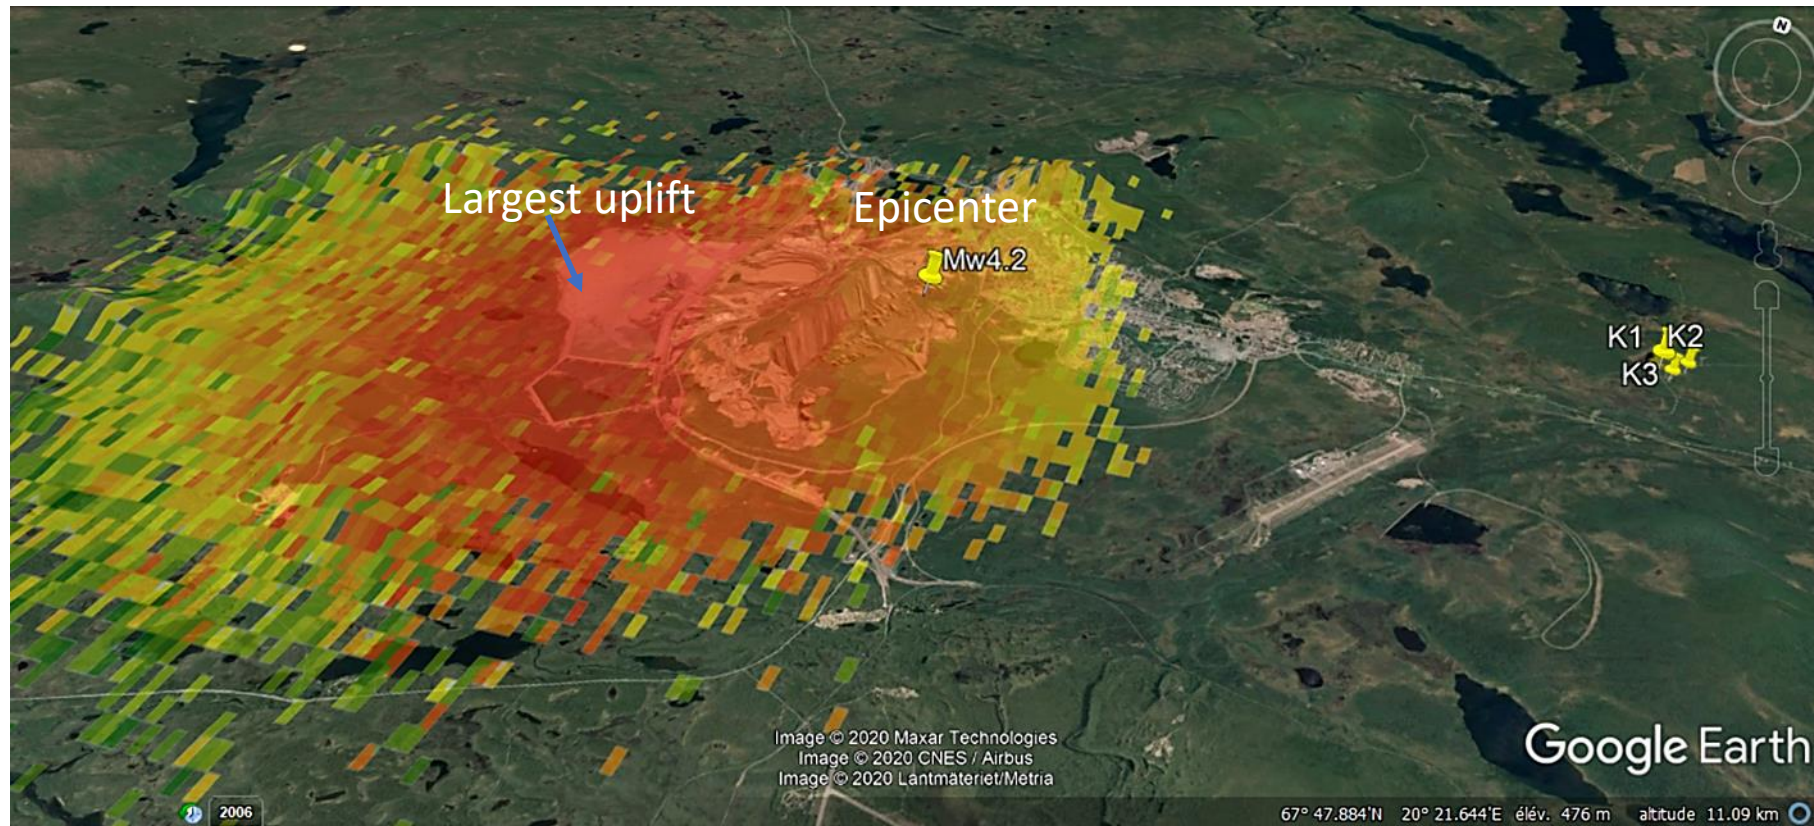 N
Largest uplift
Epicenter
Mw4.2
K1 K2
K3
Image © 2020 Maxar Technologies
Image © 2020 CNES / Airbus
Image © 2020 Lantmäteriet/Metria
Google Earth
2006
67° 47.884'N 20° 21.644'E élév. 476 m altitude 11.09 km